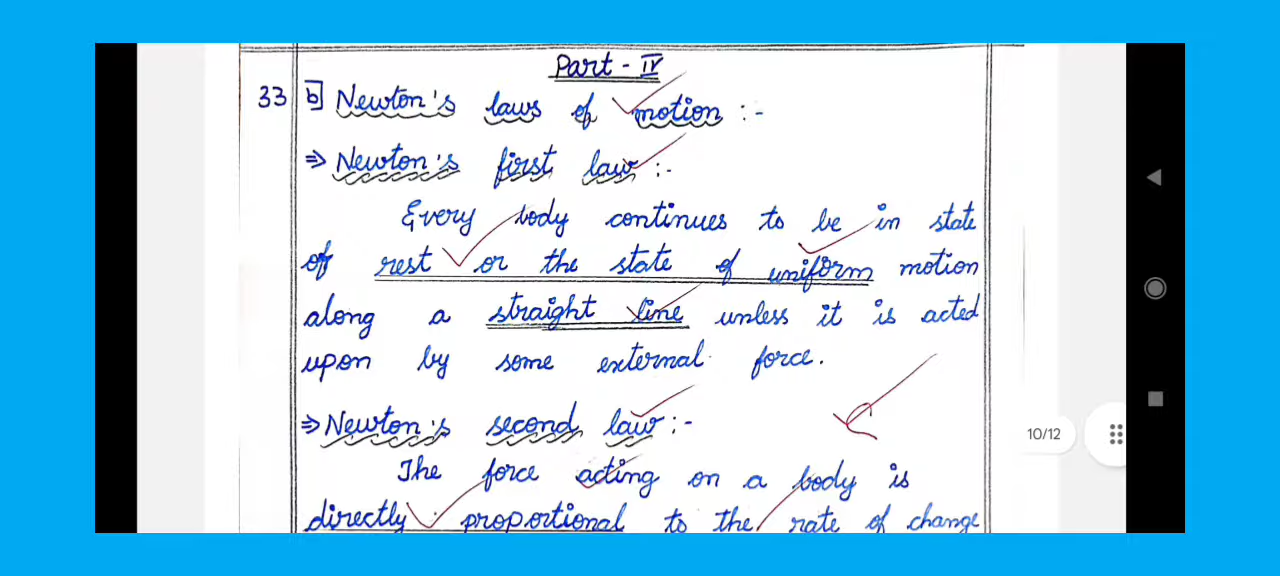 Part - IV
33 b] Newton's laws of motion :-
⇒ Newton's first law :-
Every body continues to be in state
of rest or the state of uniform motion
along a straight line unless it is acted
upon by some external force.
⇒ Newton's second law :-
10/12
The force acting on a body is
directly proportional to the rate of change